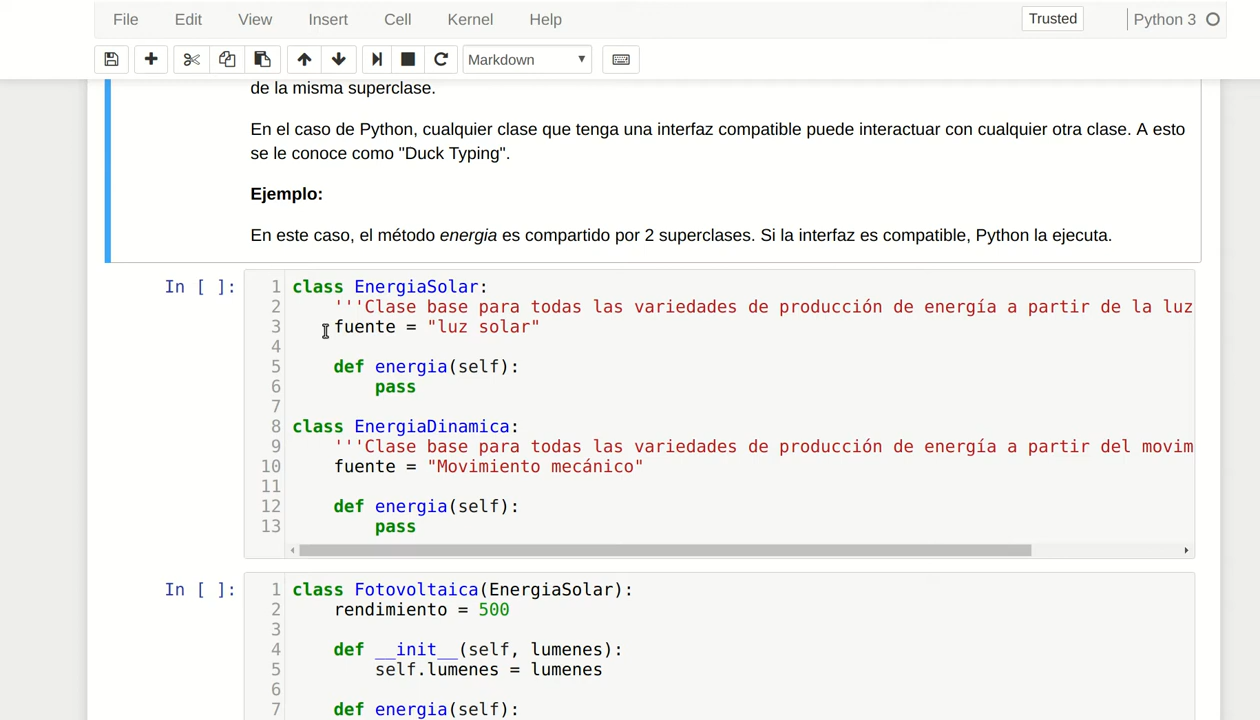 File Edit View Insert Cell Kernel Help Trusted Python 3
Markdown
de la misma superclase.
En el caso de Python, cualquier clase que tenga una interfaz compatible puede interactuar con cualquier otra clase. A esto
se le conoce como "Duck Typing".
Ejemplo:
En este caso, el método energia es compartido por 2 superclases. Si la interfaz es compatible, Python la ejecuta.
In [ ]: 1 class EnergiaSolar:
2     '''Clase base para todas las variedades de producción de energía a partir de la luz
3     fuente = "luz solar"
4
5     def energia(self):
6         pass
7
8 class EnergiaDinamica:
9     '''Clase base para todas las variedades de producción de energía a partir del movim
10     fuente = "Movimiento mecánico"
11
12     def energia(self):
13         pass
In [ ]: 1 class Fotovoltaica(EnergiaSolar):
2     rendimiento = 500
3
4     def __init__(self, lumenes):
5         self.lumenes = lumenes
6
7     def energia(self):